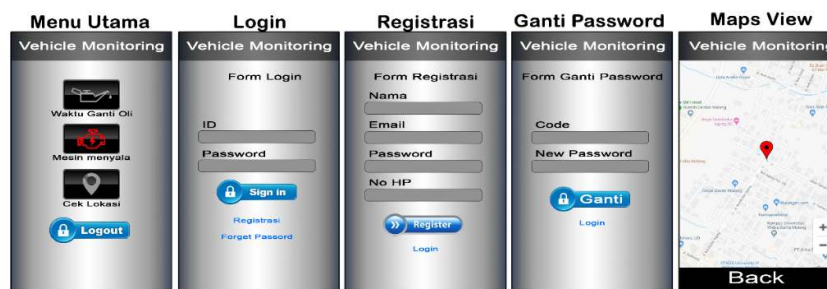 Menu Utama
Vehicle Monitoring
Waktu Ganti Oli
Mesin menyala
Cek Lokasi
Logout
Login
Vehicle Monitoring
Form Login
ID
Password
Sign in
Registrasi
Forget Passord
Registrasi
Vehicle Monitoring
Form Registrasi
Nama
Email
Password
No HP
Register
Login
Ganti Password
Vehicle Monitoring
Form Ganti Password
Code
New Password
Ganti
Login
Maps View
Vehicle Monitoring
Back